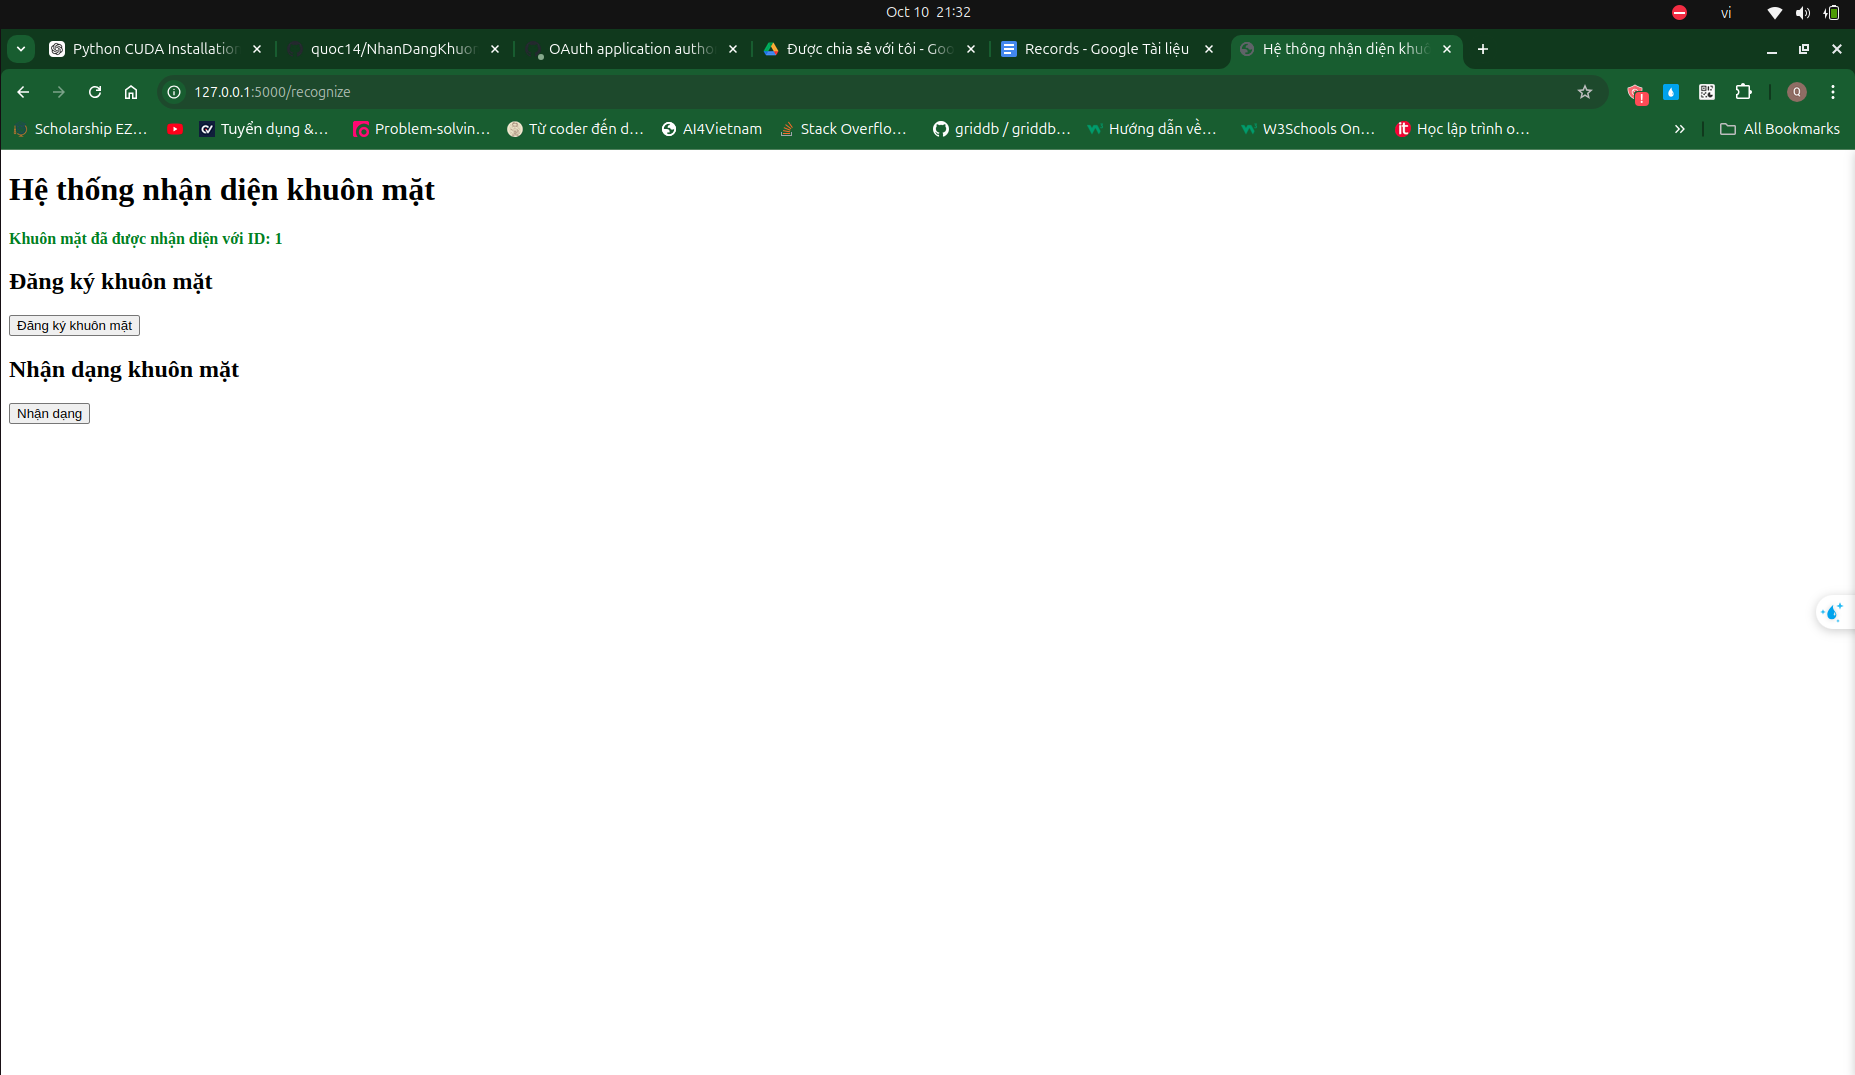 Oct 10 21:32
vi
Python CUDA Installation
quoc14/NhanDangKhuon
OAuth application autho
Được chia sẻ với tôi - Goo
Records - Google Tài liệu
Hệ thống nhận diện khuô
127.0.0.1:5000/recognize
Q
Scholarship EZ...
Tuyển dụng &...
Problem-solvin...
Từ coder đến d...
AI4Vietnam
Stack Overflo...
griddb / griddb...
Hướng dẫn về...
W3Schools On...
it
Học lập trình o...
»
All Bookmarks
Hệ thống nhận diện khuôn mặt
Khuôn mặt đã được nhận diện với ID: 1
Đăng ký khuôn mặt
Đăng ký khuôn mặt
Nhận dạng khuôn mặt
Nhận dạng